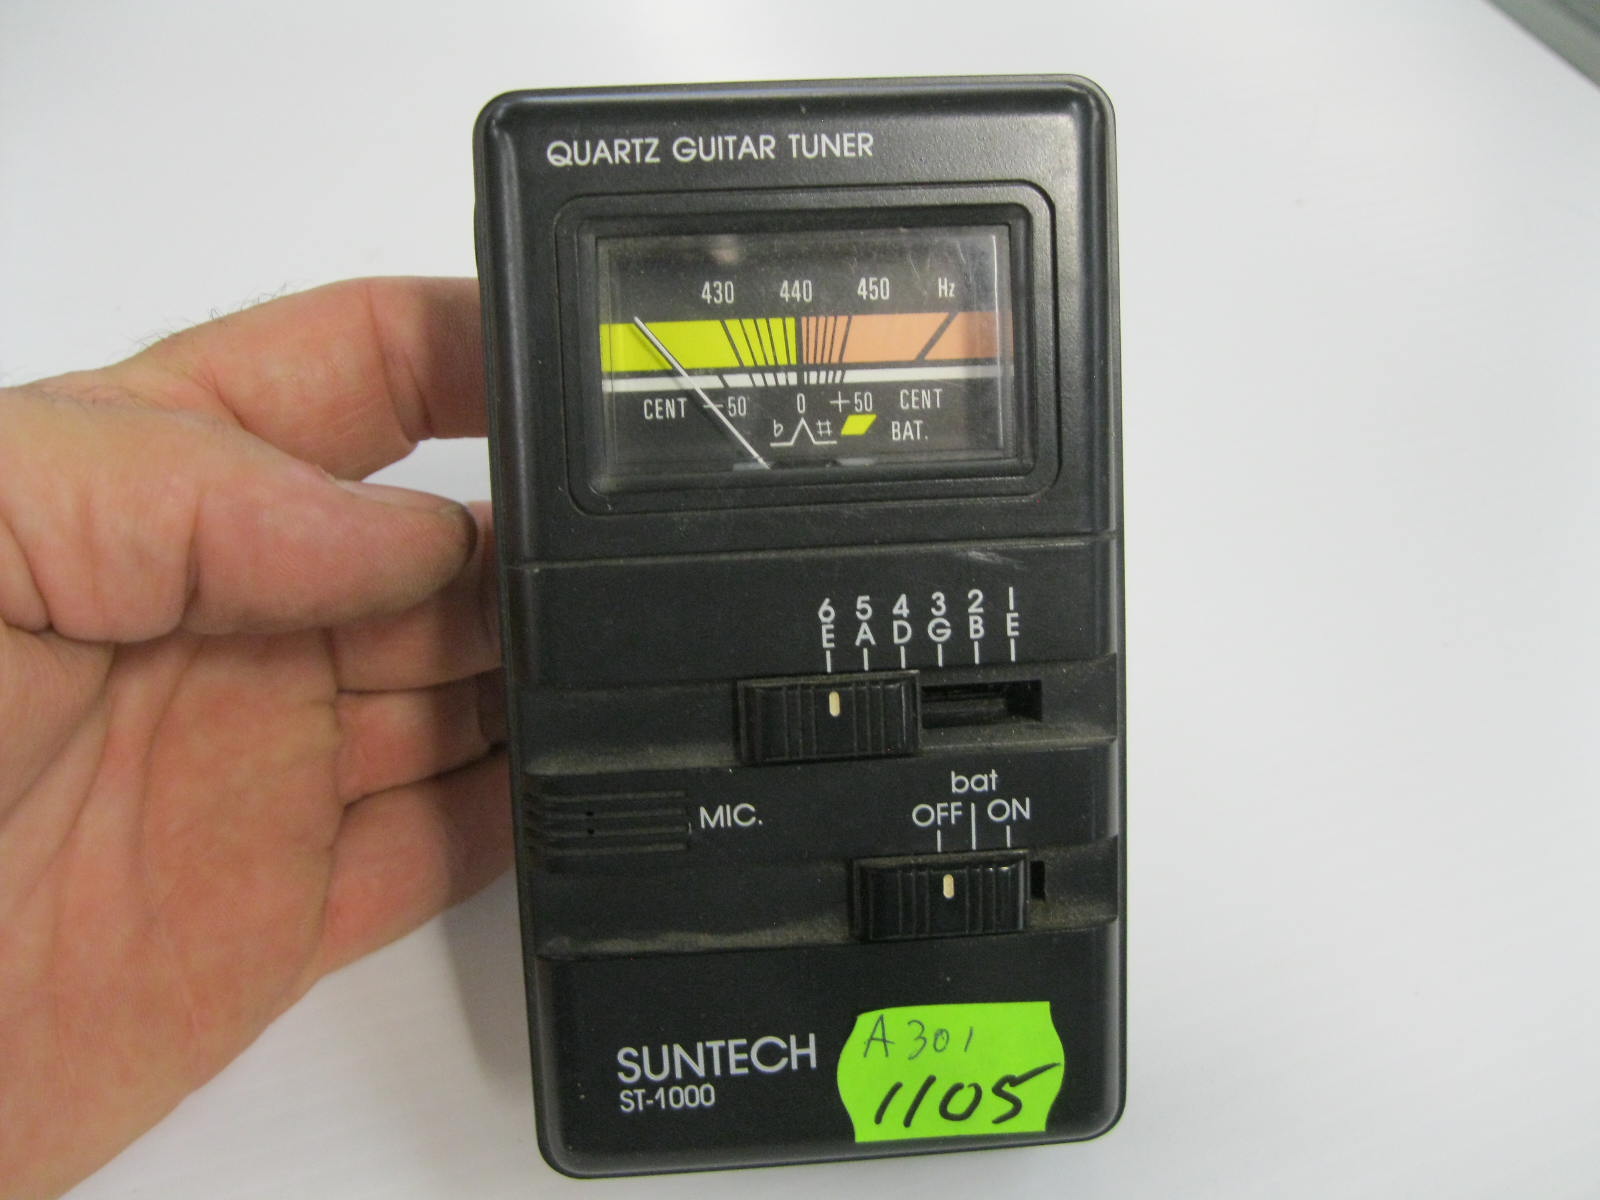 QUARTZ GUITAR TUNER
430 440 450 Hz
CENT -50 0 +50 CENT
♭ # BAT.
6 5 4 3 2 1
E A D G B E
bat
OFF ON
MIC.
SUNTECH
ST-1000
A301
1105